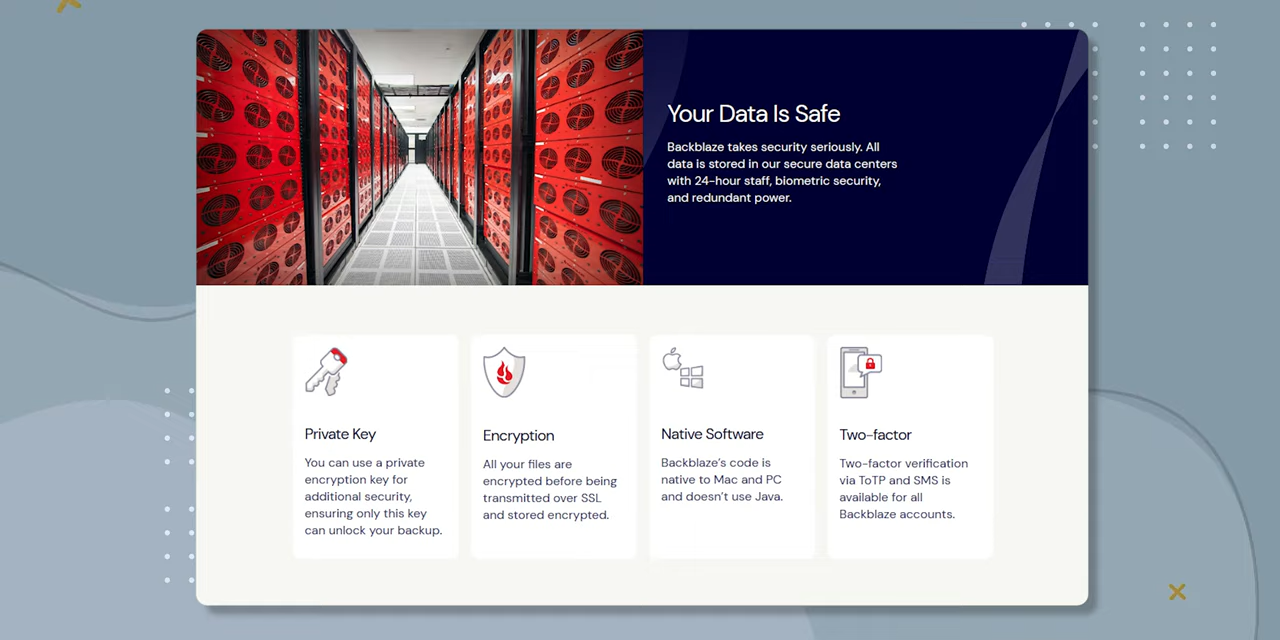 Your Data Is Safe
Backblaze takes security seriously. All
data is stored in our secure data centers
with 24-hour staff, biometric security,
and redundant power.
Private Key
You can use a private
encryption key for
additional security,
ensuring only this key
can unlock your backup.
Encryption
All your files are
encrypted before being
transmitted over SSL
and stored encrypted.
Native Software
Backblaze's code is
native to Mac and PC
and doesn't use Java.
Two-factor
Two-factor verification
via ToTP and SMS is
available for all
Backblaze accounts.